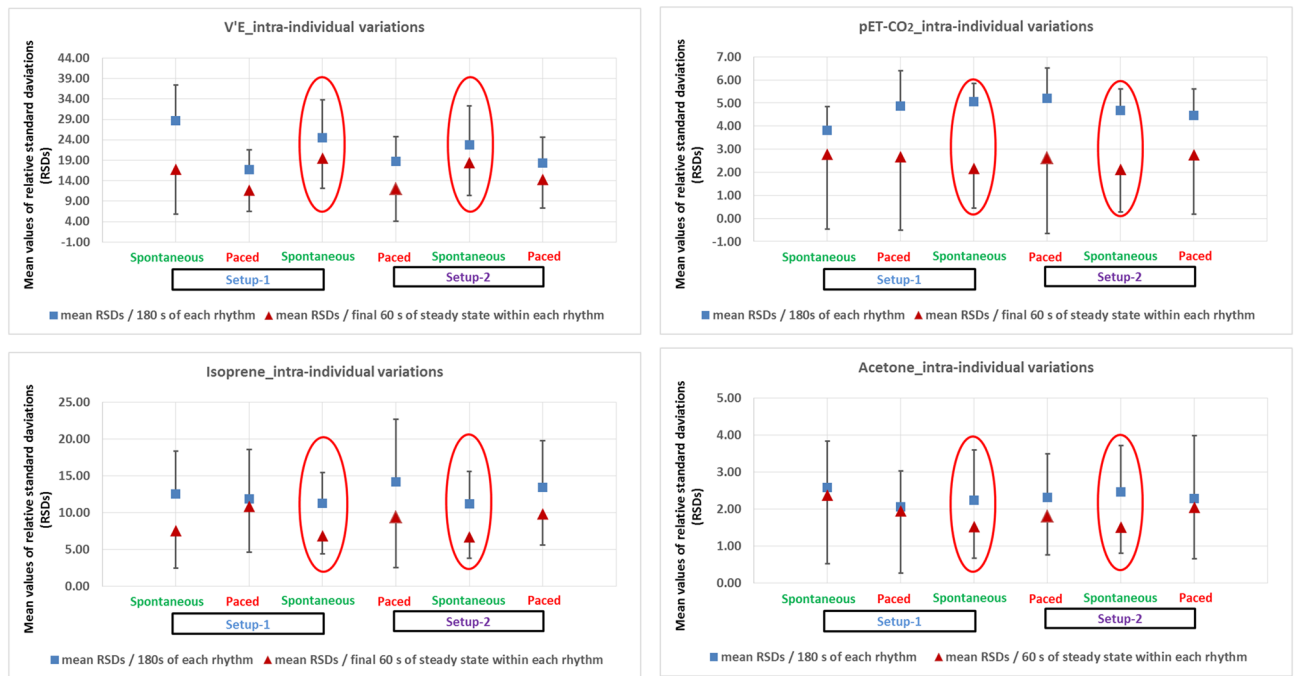 V'E_intra-individual variations
Mean values of relative standard daviations
(RSDs)
44.00
39.00
34.00
29.00
24.00
19.00
14.00
9.00
4.00
-1.00
Spontaneous Paced Spontaneous Paced Spontaneous Paced
Setup-1 Setup-2
mean RSDs / 180 s of each rhythm mean RSDs / final 60 s of steady state within each rhythm
pET-CO2_intra-individual variations
Mean values of relative standard daviations
(RSDs)
7.00
6.00
5.00
4.00
3.00
2.00
1.00
0.00
-1.00
Spontaneous Paced Spontaneous Paced Spontaneous Paced
Setup-1 Setup-2
mean RSDs / 180s of each rhythm mean RSDs / final 60 s of steady state within each rhythm
Isoprene_intra-individual variations
Mean values of relative standard daviations
(RSDs)
25.00
20.00
15.00
10.00
5.00
0.00
Spontaneous Paced Spontaneous Paced Spontaneous Paced
Setup-1 Setup-2
mean RSDs / 180s of each rhythm mean RSDs / final 60 s of steady state within each rhythm
Acetone_intra-individual variations
Mean values of relative standard daviations
(RSDs)
5.00
4.00
3.00
2.00
1.00
0.00
Spontaneous Paced Spontaneous Paced Spontaneous Paced
Setup-1 Setup-2
mean RSDs / 180s of each rhythm mean RSDs / 60 s of steady state within each rhythm